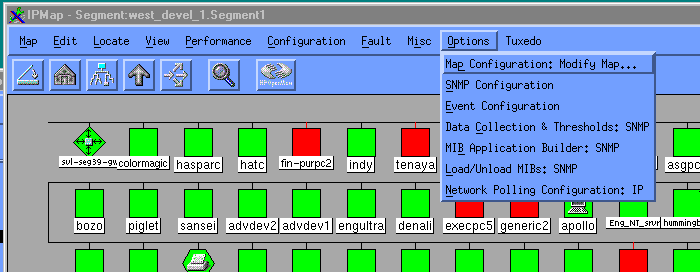 IPMap - Segment:west_devel_1.Segment1
Map Edit Locate View Performance Configuration Fault Misc Options Tuxedo
Map Configuration: Modify Map...
SNMP Configuration
Event Configuration
Data Collection & Thresholds: SNMP
MIB Application Builder: SNMP
Load/Unload MIBs: SNMP
Network Polling Configuration: IP
HP OpenView
svl-seg39-gw colormagic hasparc hatc fin-purpc2 indy tenaya asgpc
bozo piglet sansei advdev2 advdev1 engultra denali execpc5 generic2 apollo Eng_NT_srvr hummingb